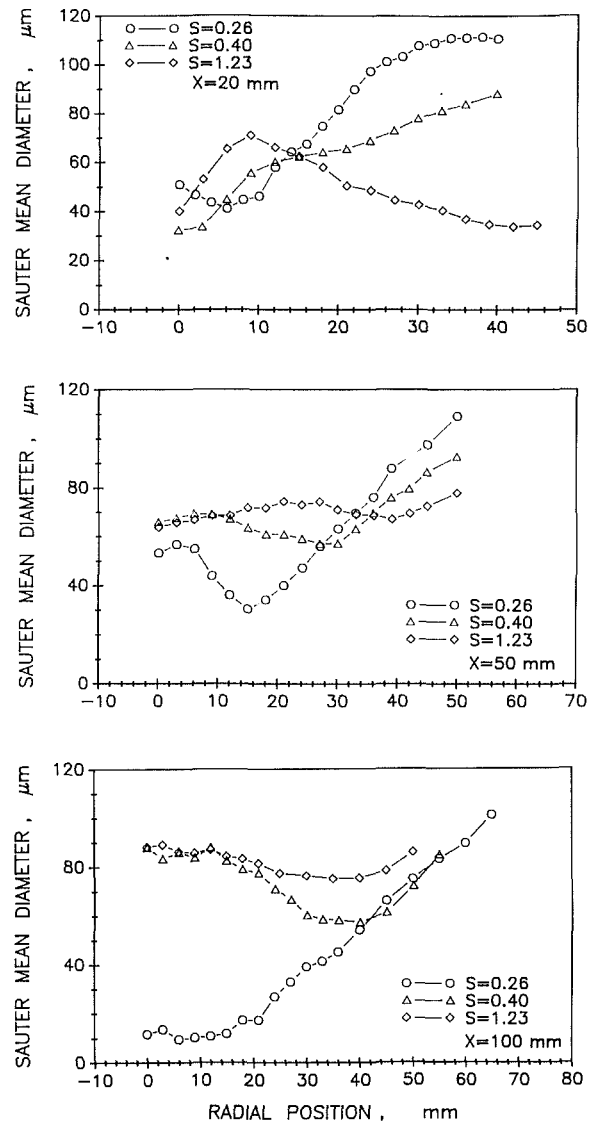 SAUTER MEAN DIAMETER, μm
120
100
80
60
40
20
0
S=0.26
S=0.40
S=1.23
X=20 mm
-10 0 10 20 30 40 50
SAUTER MEAN DIAMETER, μm
120
80
40
0
S=0.26
S=0.40
S=1.23
X=50 mm
-10 0 10 20 30 40 50 60 70
SAUTER MEAN DIAMETER, μm
120
80
40
0
S=0.26
S=0.40
S=1.23
X=100 mm
-10 0 10 20 30 40 50 60 70 80
RADIAL POSITION, mm